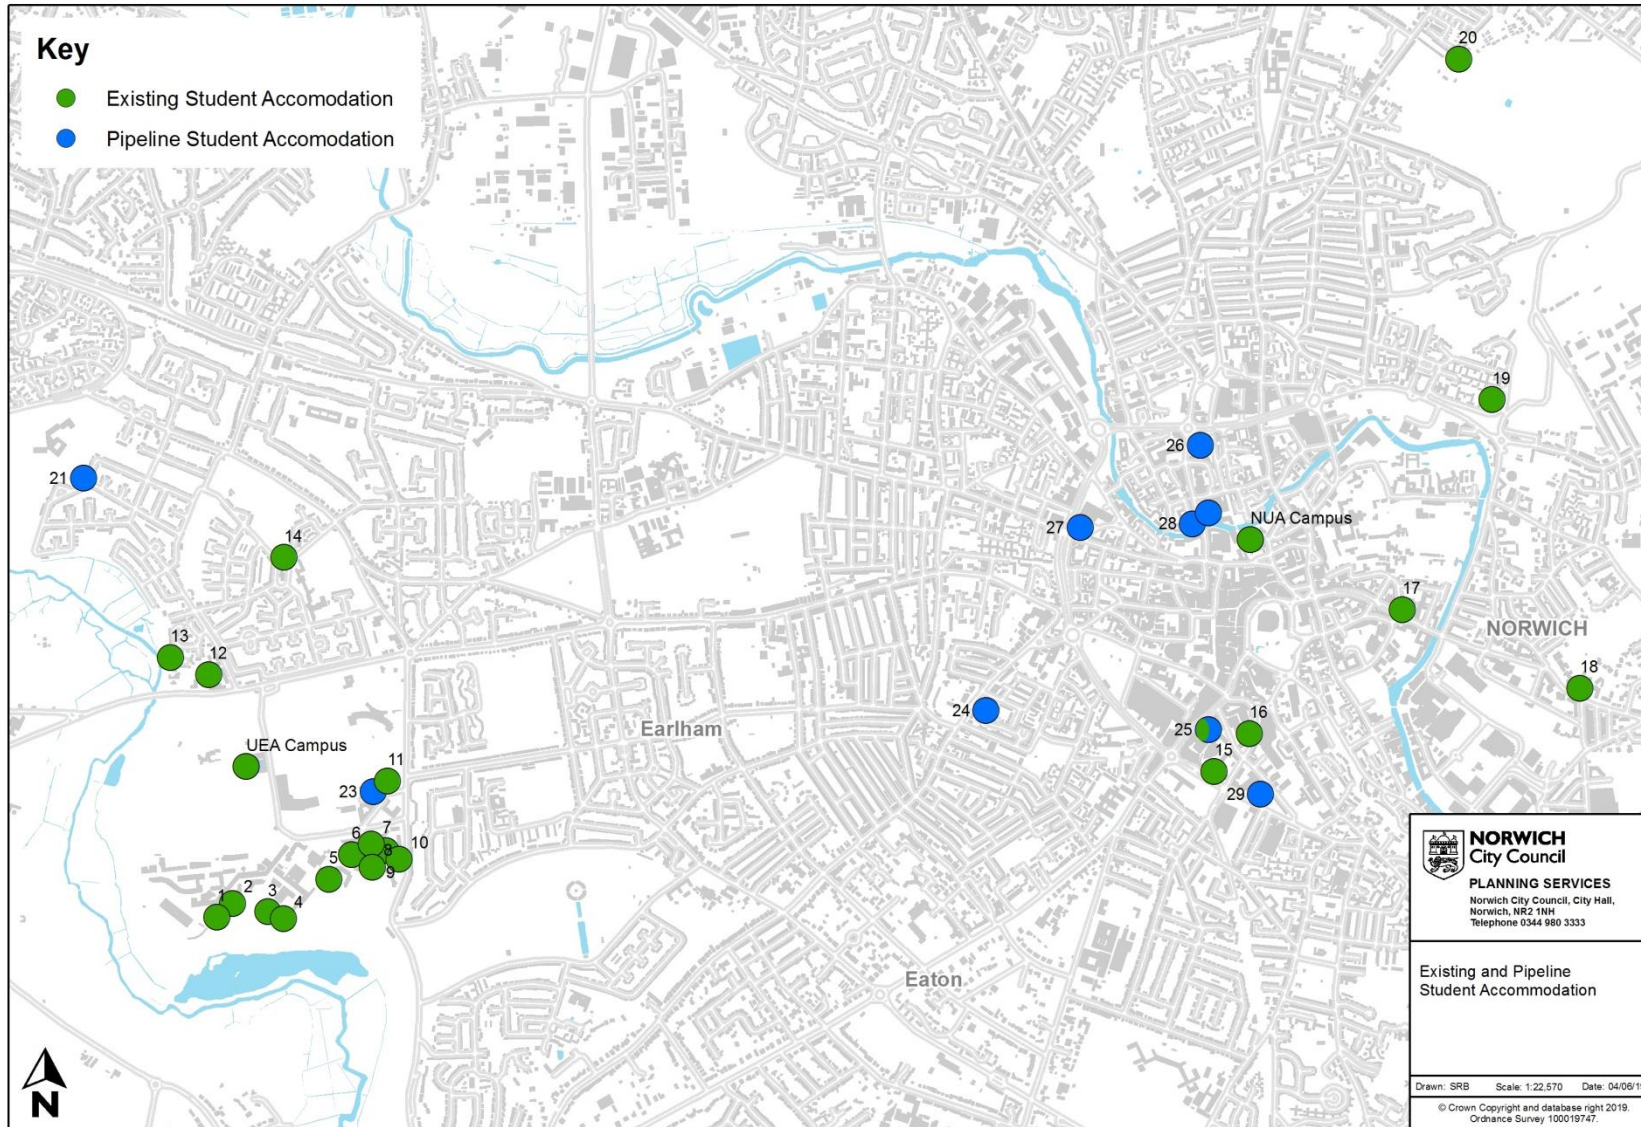 Key
Existing Student Accomodation
Pipeline Student Accomodation
20
19
26
21
27
28
NUA Campus
14
17
NORWICH
13
12
18
24
Earlham
25
16
UEA Campus
11
15
23
29
7
6
10
8
5
9
2
1
3
4
Eaton
N
NORWICH
City Council
PLANNING SERVICES
Norwich City Council, City Hall,
Norwich, NR2 1NH
Telephone 0344 980 3333
Existing and Pipeline
Student Accommodation
Drawn: SRB Scale: 1:22,570 Date: 04/06/19
© Crown Copyright and database right 2019.
Ordnance Survey 100019747.